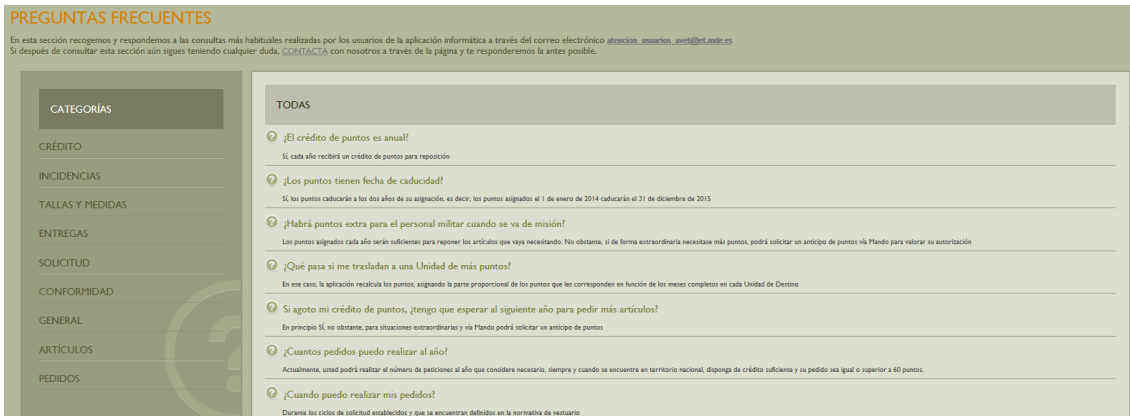 PREGUNTAS FRECUENTES
En esta sección recogemos y respondemos a las consultas más habituales realizadas por los usuarios de la aplicación informática a través del correo electrónico atencion_usuarios_avet@et.mde.es
Si después de consultar esta sección aún sigues teniendo cualquier duda, CONTACTA con nosotros a través de la página y te responderemos la antes posible.
CATEGORÍAS
CRÉDITO
INCIDENCIAS
TALLAS Y MEDIDAS
ENTREGAS
SOLICITUD
CONFORMIDAD
GENERAL
ARTÍCULOS
PEDIDOS
TODAS
¿El crédito de puntos es anual?
Sí, cada año recibirá un crédito de puntos para reposición
¿Los puntos tienen fecha de caducidad?
Sí, los puntos caducarán a los dos años de su asignación, es decir, los puntos asignados el 1 de enero de 2014 caducarán el 31 de diciembre de 2015
¿Habrá puntos extra para el personal militar cuando se va de misión?
Los puntos asignados cada año serán suficientes para reponer los artículos que vaya necesitando. No obstante, si de forma extraordinaria necesitase más puntos, podrá solicitar un anticipo de puntos vía Mando para valorar su autorización
¿Qué pasa si me trasladan a una Unidad de más puntos?
En ese caso, la aplicación recalcula los puntos, asignando la parte proporcional de los puntos que les corresponden en función de los meses completos en cada Unidad de Destino
Si agoto mi crédito de puntos, ¿tengo que esperar al siguiente año para pedir más artículos?
En principio SÍ, no obstante, para situaciones extraordinarias y vía Mando podrá solicitar un anticipo de puntos
¿Cuantos pedidos puedo realizar al año?
Actualmente, usted podrá realizar el número de peticiones al año que considere necesario, siempre y cuando se encuentre en territorio nacional, disponga de crédito suficiente y su pedido sea igual o superior a 60 puntos.
¿Cuando puedo realizar mis pedidos?
Durante los ciclos de solicitud establecidos y que se encuentran definidos en la normativa de vestuario